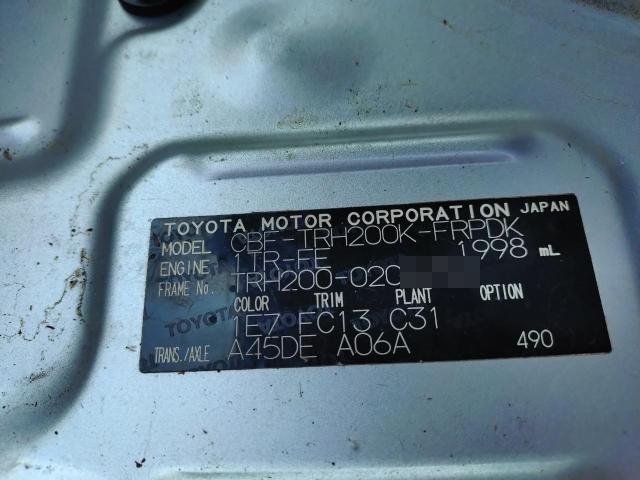 TOYOTA MOTOR CORPORATION JAPAN
MODEL CBF-TRH200K-FRPDK
ENGINE 1TR-FE 1998 mL
FRAME No. TRH200-020
COLOR TRIM PLANT OPTION
1E7 FC13 C31
TRANS./AXLE A45DE A06A 490